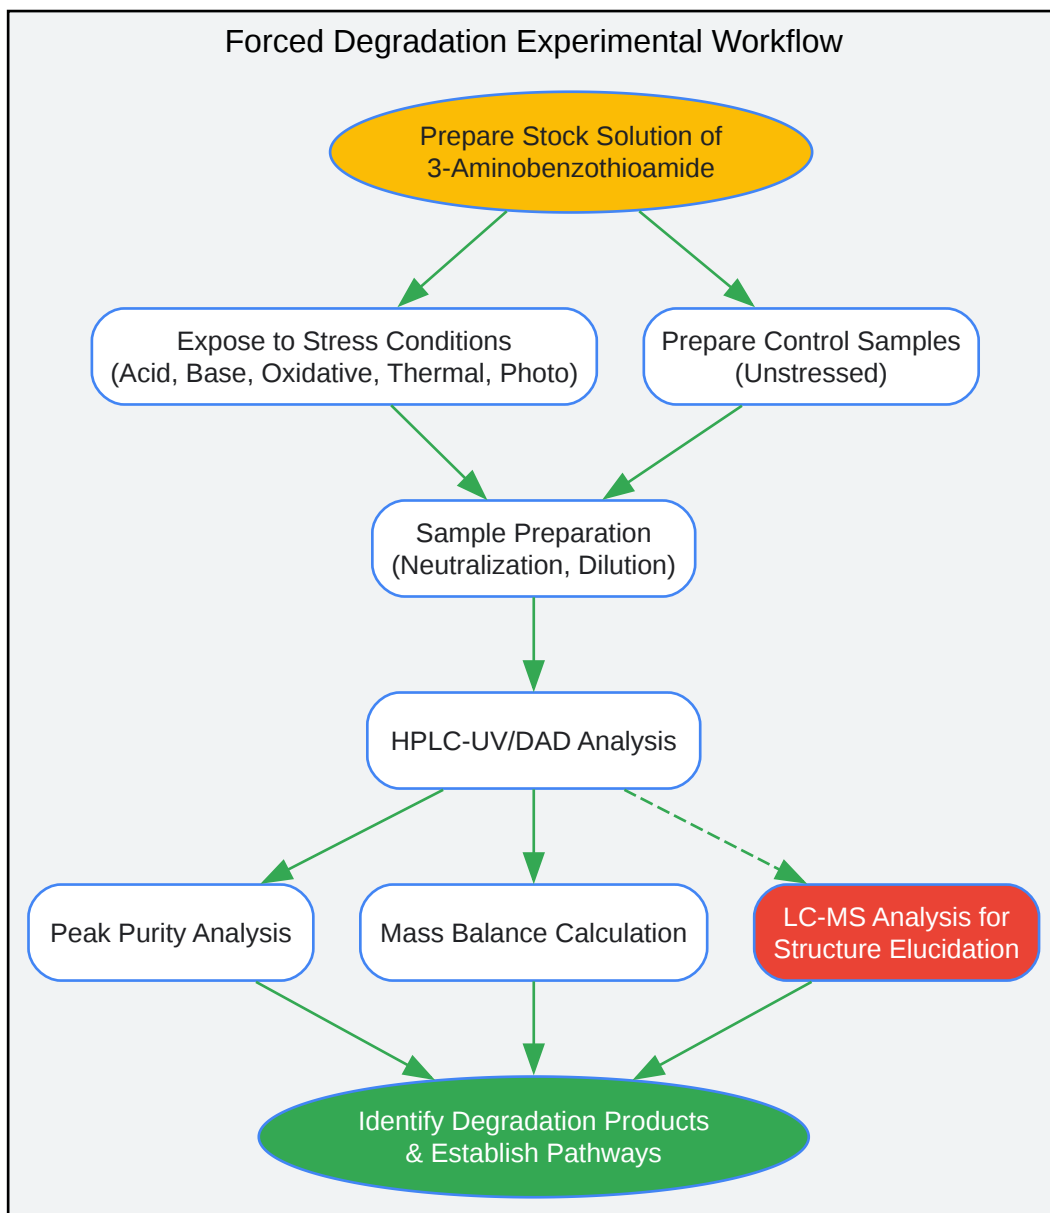 Forced Degradation Experimental Workflow
Prepare Stock Solution of
3-Aminobenzothioamide
Expose to Stress Conditions
(Acid, Base, Oxidative, Thermal, Photo)
Prepare Control Samples
(Unstressed)
Sample Preparation
(Neutralization, Dilution)
HPLC-UV/DAD Analysis
Peak Purity Analysis
Mass Balance Calculation
LC-MS Analysis for
Structure Elucidation
Identify Degradation Products
& Establish Pathways